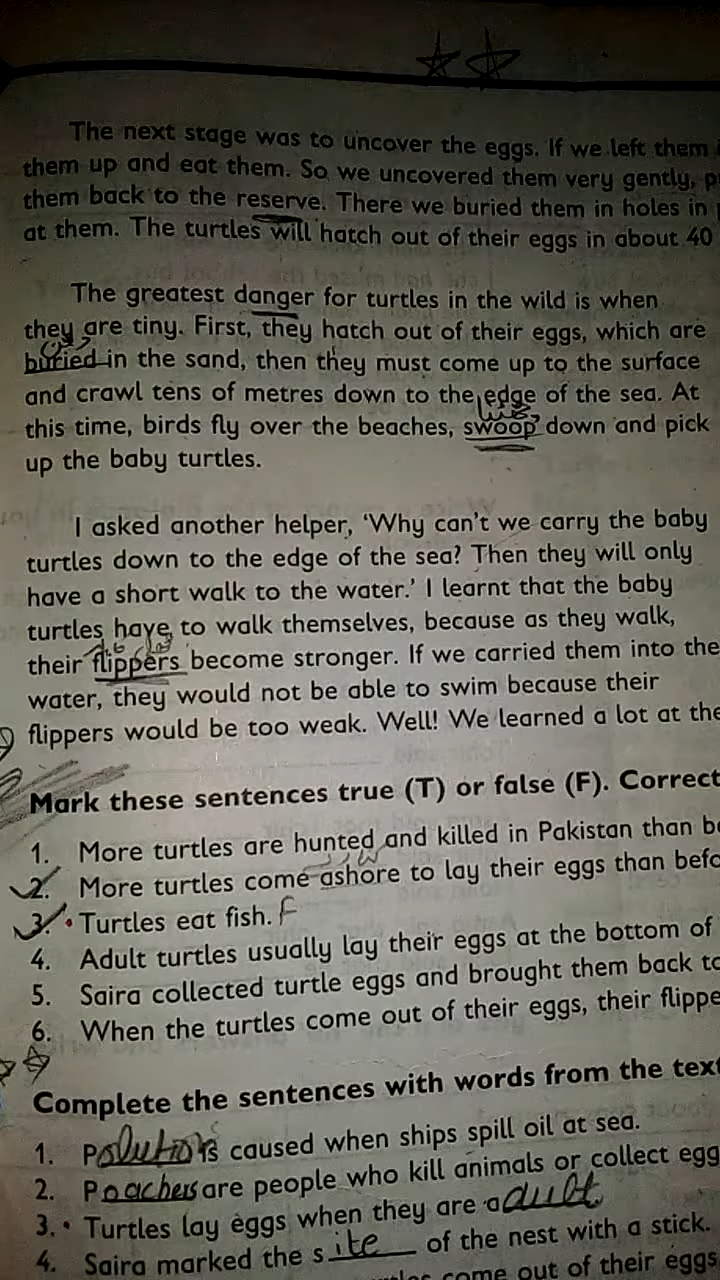 The next stage was to uncover the eggs. If we left them
them up and eat them. So we uncovered them very gently, p
them back to the reserve. There we buried them in holes in
at them. The turtles will hatch out of their eggs in about 40
The greatest danger for turtles in the wild is when
they are tiny. First, they hatch out of their eggs, which are
buried in the sand, then they must come up to the surface
and crawl tens of metres down to the edge of the sea. At
this time, birds fly over the beaches, swoop down and pick
up the baby turtles.
I asked another helper, ‘Why can’t we carry the baby
turtles down to the edge of the sea? Then they will only
have a short walk to the water.’ I learnt that the baby
turtles have to walk themselves, because as they walk,
their flippers become stronger. If we carried them into the
water, they would not be able to swim because their
flippers would be too weak. Well! We learned a lot at the
Mark these sentences true (T) or false (F). Correct
1. More turtles are hunted and killed in Pakistan than be
2. More turtles come ashore to lay their eggs than befo
3. Turtles eat fish. F
4. Adult turtles usually lay their eggs at the bottom of
5. Saira collected turtle eggs and brought them back to
6. When the turtles come out of their eggs, their flippe
Complete the sentences with words from the text
1. Polution is caused when ships spill oil at sea.
2. Poachers are people who kill animals or collect egg
3. Turtles lay eggs when they are adult
4. Saira marked the site of the nest with a stick.
come out of their eggs